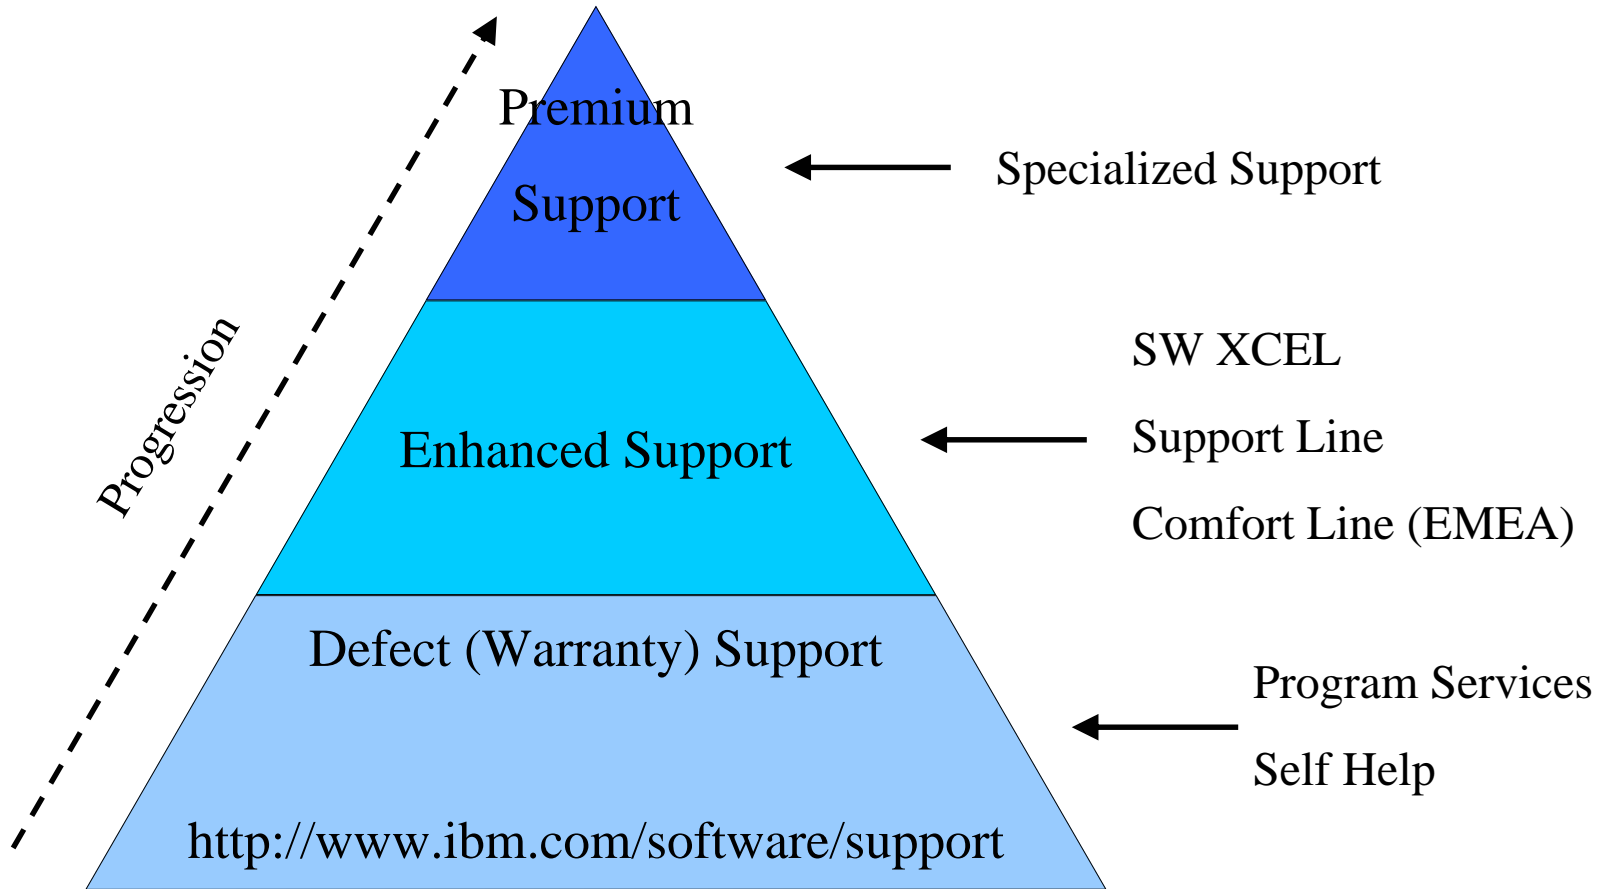 Premium
Support
Specialized Support
Progression
SW XCEL
Support Line
Comfort Line (EMEA)
Enhanced Support
Defect (Warranty) Support
Program Services
Self Help
http://www.ibm.com/software/support